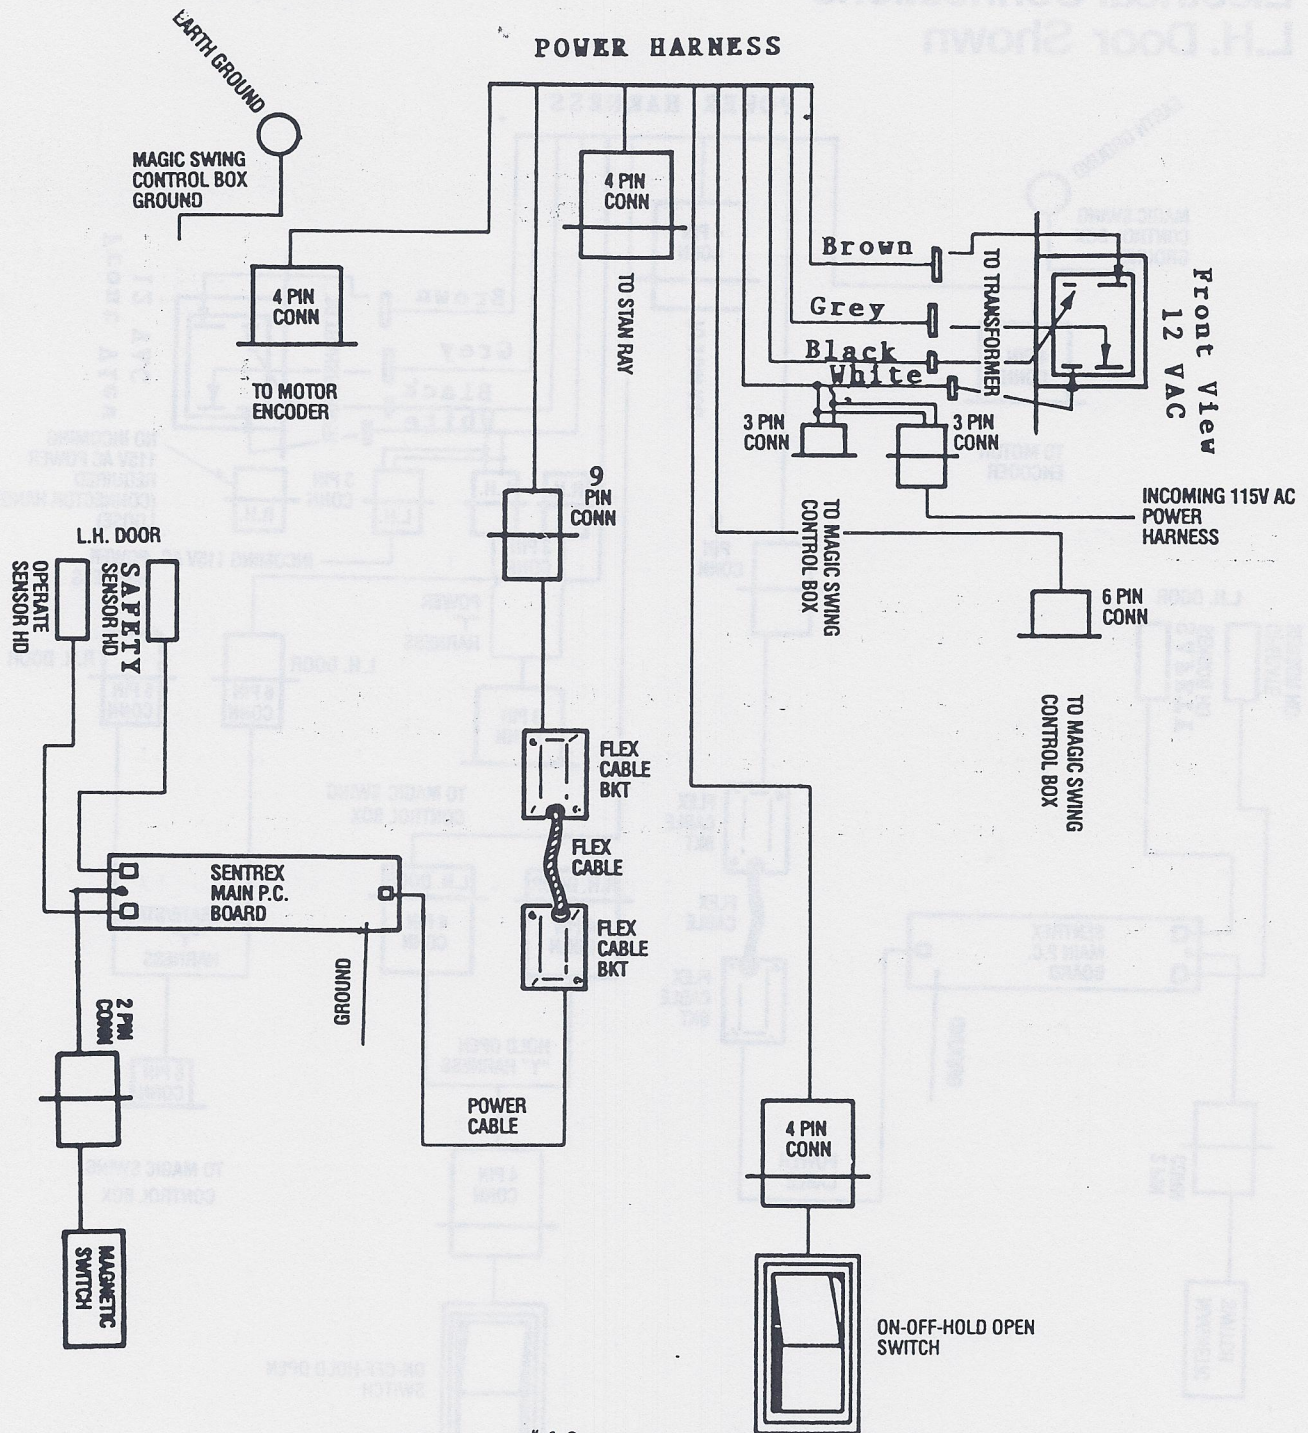 POWER HARNESS
EARTH GROUND
MAGIC SWING
CONTROL BOX
GROUND
4 PIN
CONN
TO STAN RAY
4 PIN
CONN
TO MOTOR
ENCODER
Brown
Grey
Black
White
TO TRANSFORMER
Front View
12 VAC
3 PIN
CONN
3 PIN
CONN
INCOMING 115V AC
POWER
HARNESS
TO MAGIC SWING
CONTROL BOX
6 PIN
CONN
TO MAGIC SWING
CONTROL BOX
9
PIN
CONN
L.H. DOOR
OPERATE
SENSOR HD
SAFETY
SENSOR HD
FLEX
CABLE
BKT
FLEX
CABLE
FLEX
CABLE
BKT
SENTREX
MAIN P.C.
BOARD
GROUND
2 PIN
CONN
POWER
CABLE
4 PIN
CONN
MAGNETIC
SWITCH
ON-OFF-HOLD OPEN
SWITCH
L.H. Door Shown